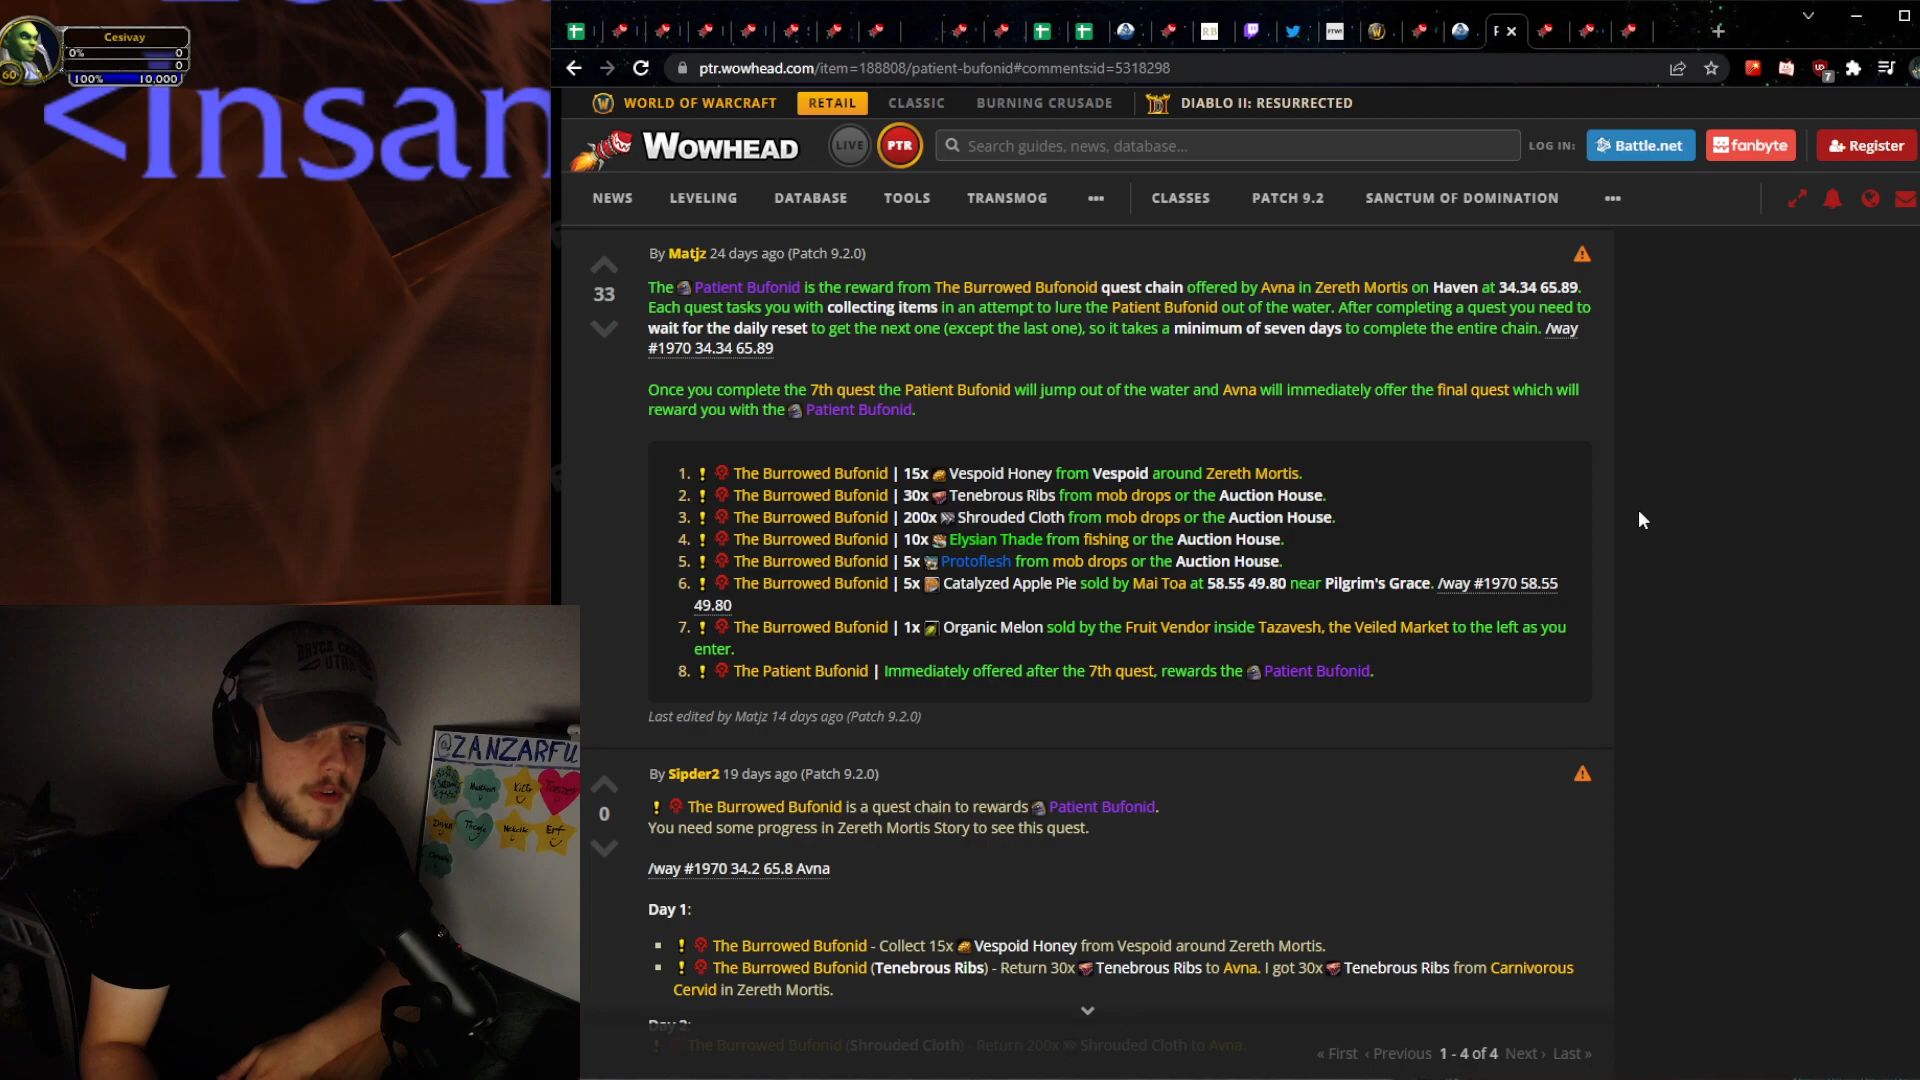 Cesivay
0%
0
0
60
100%
10,000
<Insan
ptr.wowhead.com/item=188808/patient-bufonid#comments:id=5318298
7
WORLD OF WARCRAFT
RETAIL
CLASSIC
BURNING CRUSADE
DIABLO II: RESURRECTED
WOWHEAD
LIVE
PTR
Search guides, news, database...
LOG IN:
Battle.net
fanbyte
Register
NEWS
LEVELING
DATABASE
TOOLS
TRANSMOG
CLASSES
PATCH 9.2
SANCTUM OF DOMINATION
By Matjz 24 days ago (Patch 9.2.0)
33
The Patient Bufonid is the reward from The Burrowed Bufonoid quest chain offered by Avna in Zereth Mortis on Haven at 34.34 65.89.
Each quest tasks you with collecting items in an attempt to lure the Patient Bufonid out of the water. After completing a quest you need to
wait for the daily reset to get the next one (except the last one), so it takes a minimum of seven days to complete the entire chain. /way
#1970 34.34 65.89
Once you complete the 7th quest the Patient Bufonid will jump out of the water and Avna will immediately offer the final quest which will
reward you with the Patient Bufonid.
1. ! The Burrowed Bufonid | 15x Vespoid Honey from Vespoid around Zereth Mortis.
2. ! The Burrowed Bufonid | 30x Tenebrous Ribs from mob drops or the Auction House.
3. ! The Burrowed Bufonid | 200x Shrouded Cloth from mob drops or the Auction House.
4. ! The Burrowed Bufonid | 10x Elysian Thade from fishing or the Auction House.
5. ! The Burrowed Bufonid | 5x Protoflesh from mob drops or the Auction House.
6. ! The Burrowed Bufonid | 5x Catalyzed Apple Pie sold by Mai Toa at 58.55 49.80 near Pilgrim's Grace. /way #1970 58.55
49.80
7. ! The Burrowed Bufonid | 1x Organic Melon sold by the Fruit Vendor inside Tazavesh, the Veiled Market to the left as you
enter.
8. ! The Patient Bufonid | Immediately offered after the 7th quest, rewards the Patient Bufonid.
Last edited by Matjz 14 days ago (Patch 9.2.0)
By Sipder2 19 days ago (Patch 9.2.0)
0
! The Burrowed Bufonid is a quest chain to rewards Patient Bufonid.
You need some progress in Zereth Mortis Story to see this quest.
/way #1970 34.2 65.8 Avna
Day 1:
! The Burrowed Bufonid - Collect 15x Vespoid Honey from Vespoid around Zereth Mortis.
! The Burrowed Bufonid (Tenebrous Ribs) - Return 30x Tenebrous Ribs to Avna. I got 30x Tenebrous Ribs from Carnivorous
Cervid in Zereth Mortis.
Day 2:
! The Burrowed Bufonid (Shrouded Cloth) - Return 200x Shrouded Cloth to Avna.
« First ‹ Previous 1 - 4 of 4 Next › Last »
@ZANZARFU